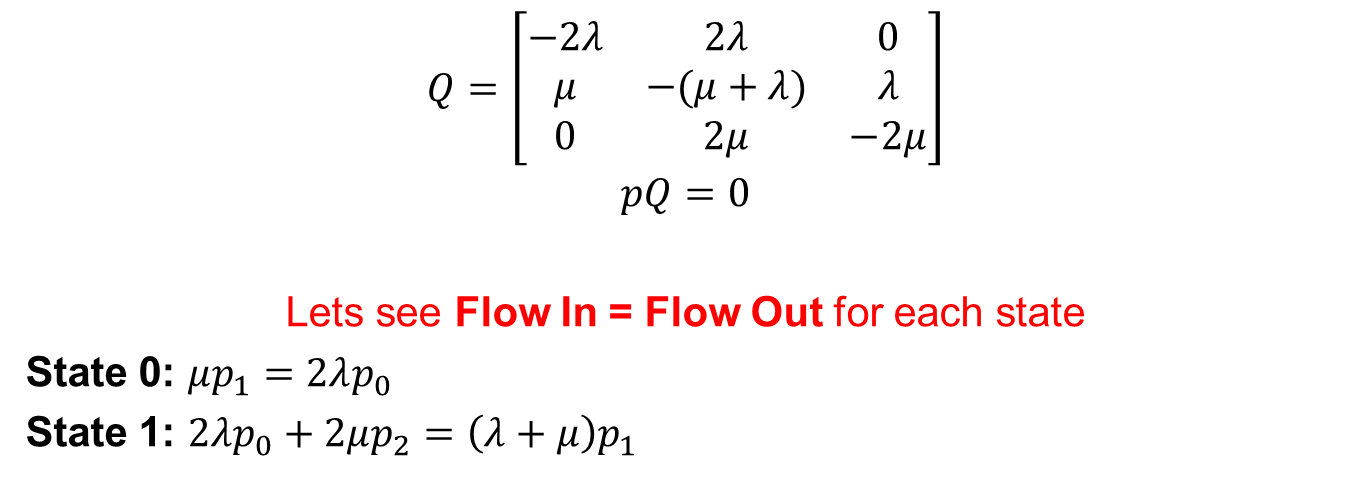 Q = [−2λ 2λ 0
μ −(μ + λ) λ
0 2μ −2μ]
pQ = 0
Lets see Flow In = Flow Out for each state
State 0: μp₁ = 2λp₀
State 1: 2λp₀ + 2μp₂ = (λ + μ)p₁